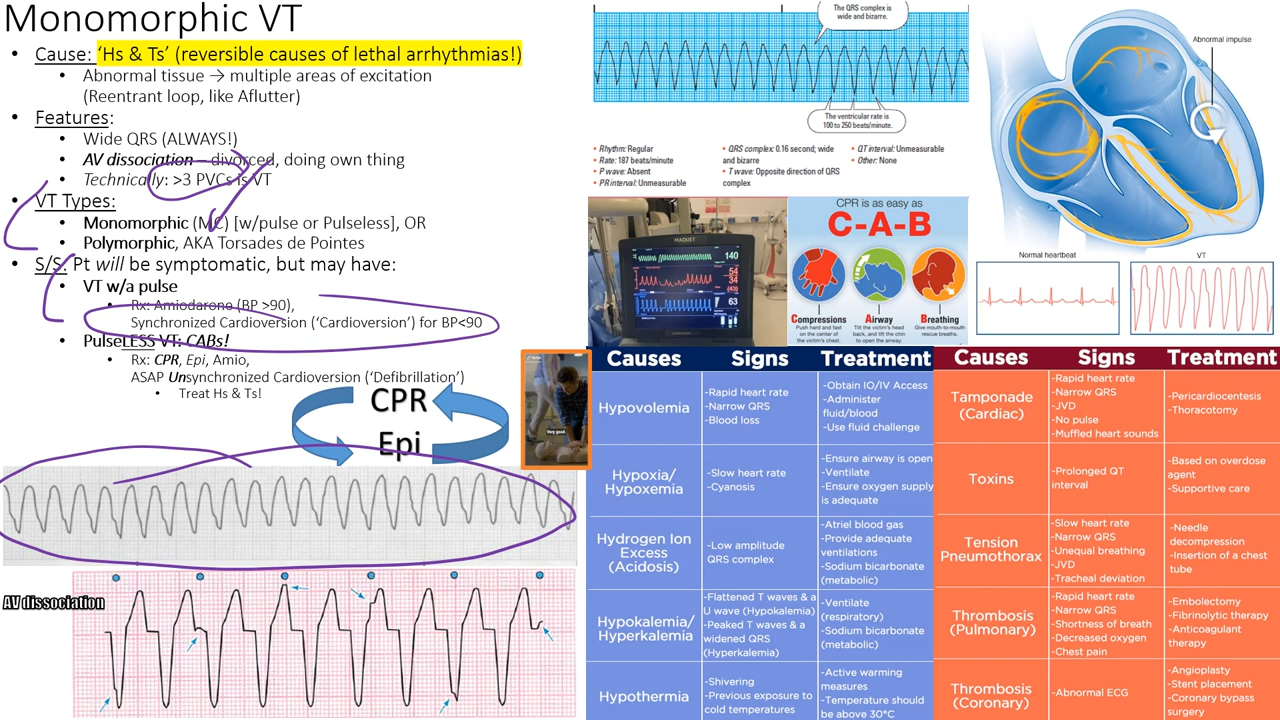 Monomorphic VT
• Cause: 'Hs & Ts' (reversible causes of lethal arrhythmias!)
• Abnormal tissue → multiple areas of excitation
(Reentrant loop, like Aflutter)
• Features:
• Wide QRS (ALWAYS!)
• AV dissociation – divorced, doing own thing
• Technically: >3 PVCs is VT
• VT Types:
• Monomorphic (MC) [w/pulse or Pulseless], OR
• Polymorphic, AKA Torsades de Pointes
• S/S: Pt will be symptomatic, but may have:
• VT w/a pulse
• Rx: Amiodarone (BP >90),
Synchronized Cardioversion ('Cardioversion') for BP<90
• PulseLESS VT: CABs!
• Rx: CPR, Epi, Amio,
ASAP Unsynchronized Cardioversion ('Defibrillation')
• Treat Hs & Ts!
CPR
Epi
Very good.
AV dissociation
The QRS complex is
wide and bizarre.
The ventricular rate is
100 to 250 beats/minute.
• Rhythm: Regular
• Rate: 187 beats/minute
• P wave: Absent
• PR interval: Unmeasurable
• QRS complex: 0.16 second; wide
and bizarre
• T wave: Opposite direction of QRS
complex
• QT interval: Unmeasurable
• Other: None
Abnormal impulse
Normal heartbeat
VT
MAQUET
140
54
34
(43)
63
CPR is as easy as
C-A-B
Compressions
Push hard and fast
on the center of
the victim's chest.
Airway
Tilt the victim's head
back, and lift the chin
to open the airway.
Breathing
Give mouth-to-mouth
rescue breaths.
Causes Signs Treatment
Hypovolemia
-Rapid heart rate
-Narrow QRS
-Blood loss
-Obtain IO/IV Access
-Administer
fluid/blood
-Use fluid challenge
Hypoxia/
Hypoxemia
-Slow heart rate
-Cyanosis
-Ensure airway is open
-Ventilate
-Ensure oxygen supply
is adequate
Hydrogen Ion
Excess
(Acidosis)
-Low amplitude
QRS complex
-Atriel blood gas
-Provide adequate
ventilations
-Sodium bicarbonate
(metabolic)
Hypokalemia/
Hyperkalemia
-Flattened T waves & a
U wave (Hypokalemia)
-Peaked T waves & a
widened QRS
(Hyperkalemia)
-Ventilate
(respiratory)
-Sodium bicarbonate
(metabolic)
Hypothermia
-Shivering
-Previous exposure to
cold temperatures
-Active warming
measures
-Temperature should
be above 30°C
Causes Signs Treatment
Tamponade
(Cardiac)
-Rapid heart rate
-Narrow QRS
-JVD
-No pulse
-Muffled heart sounds
-Pericardiocentesis
-Thoracotomy
Toxins
-Prolonged QT
interval
-Based on overdose
agent
-Supportive care
Tension
Pneumothorax
-Slow heart rate
-Narrow QRS
-Unequal breathing
-JVD
-Tracheal deviation
-Needle
decompression
-Insertion of a chest
tube
Thrombosis
(Pulmonary)
-Rapid heart rate
-Narrow QRS
-Shortness of breath
-Decreased oxygen
-Chest pain
-Embolectomy
-Fibrinolytic therapy
-Anticoagulant
therapy
Thrombosis
(Coronary)
-Abnormal ECG
-Angioplasty
-Stent placement
-Coronary bypass
surgery